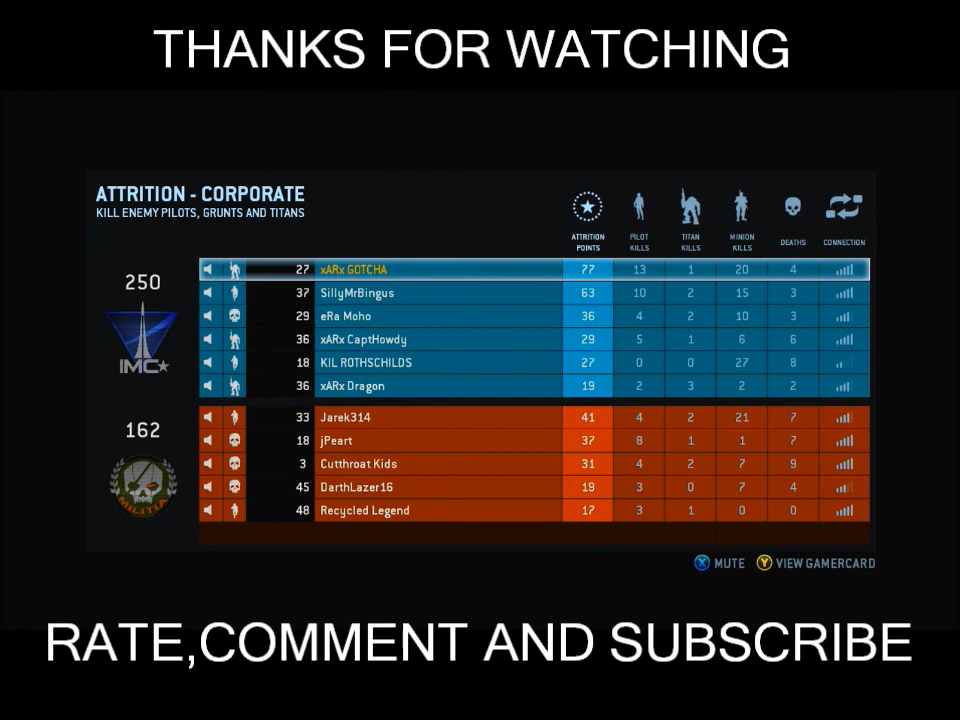 THANKS FOR WATCHING
ATTRITION - CORPORATE
KILL ENEMY PILOTS, GRUNTS AND TITANS
ATTRITION POINTS PILOT KILLS TITAN KILLS MINION KILLS DEATHS CONNECTION
250
IMC
27 xARx GOTCHA 77 13 1 20 4
37 SillyMrBingus 63 10 2 15 3
29 eRa Moho 36 4 2 10 3
36 xARx CaptHowdy 29 5 1 6 6
18 KIL ROTHSCHILDS 27 0 0 27 8
36 xARx Dragon 19 2 3 2 2
162
MILITIA
33 Jarek314 41 4 2 21 7
18 jPeart 37 8 1 1 7
3 Cutthroat Kids 31 4 2 7 9
45 DarthLazer16 19 3 0 7 4
48 Recycled Legend 17 3 1 0 0
X MUTE Y VIEW GAMERCARD
RATE,COMMENT AND SUBSCRIBE